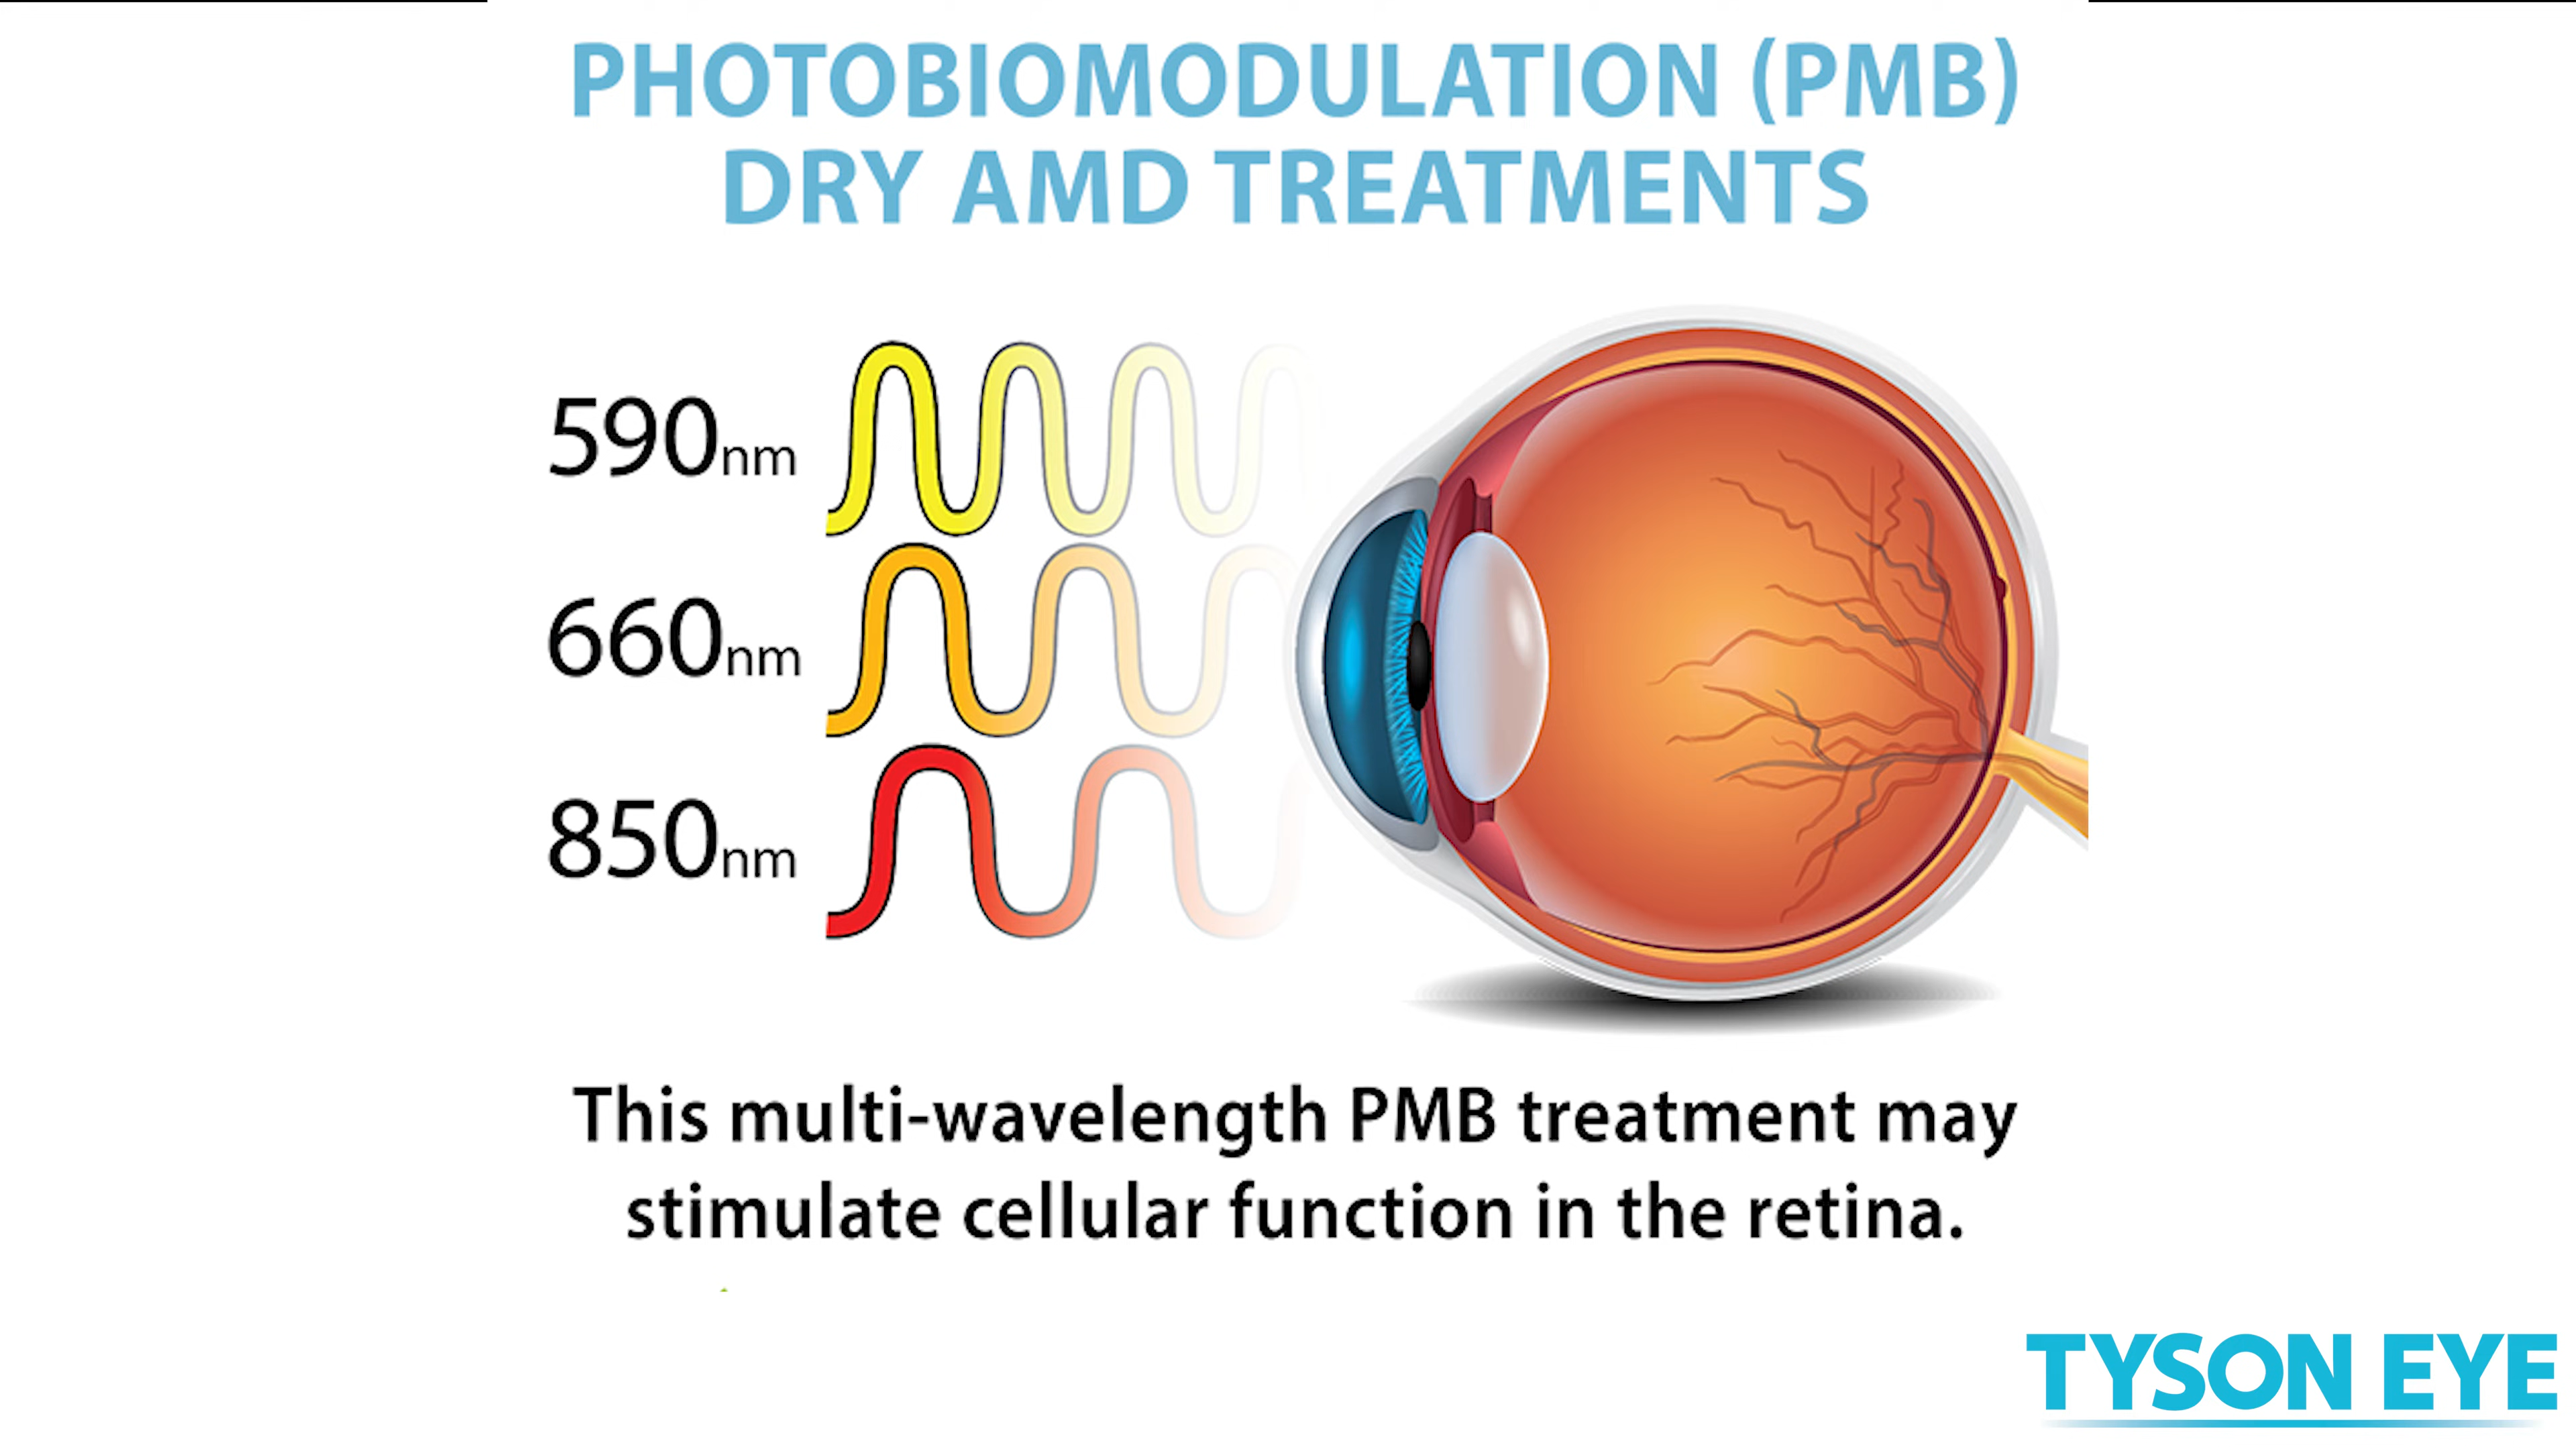 PHOTOBIOMODULATION (PMB)
DRY AMD TREATMENTS
590nm
660nm
850nm
This multi-wavelength PMB treatment may
stimulate cellular function in the retina.
TYSON EYE